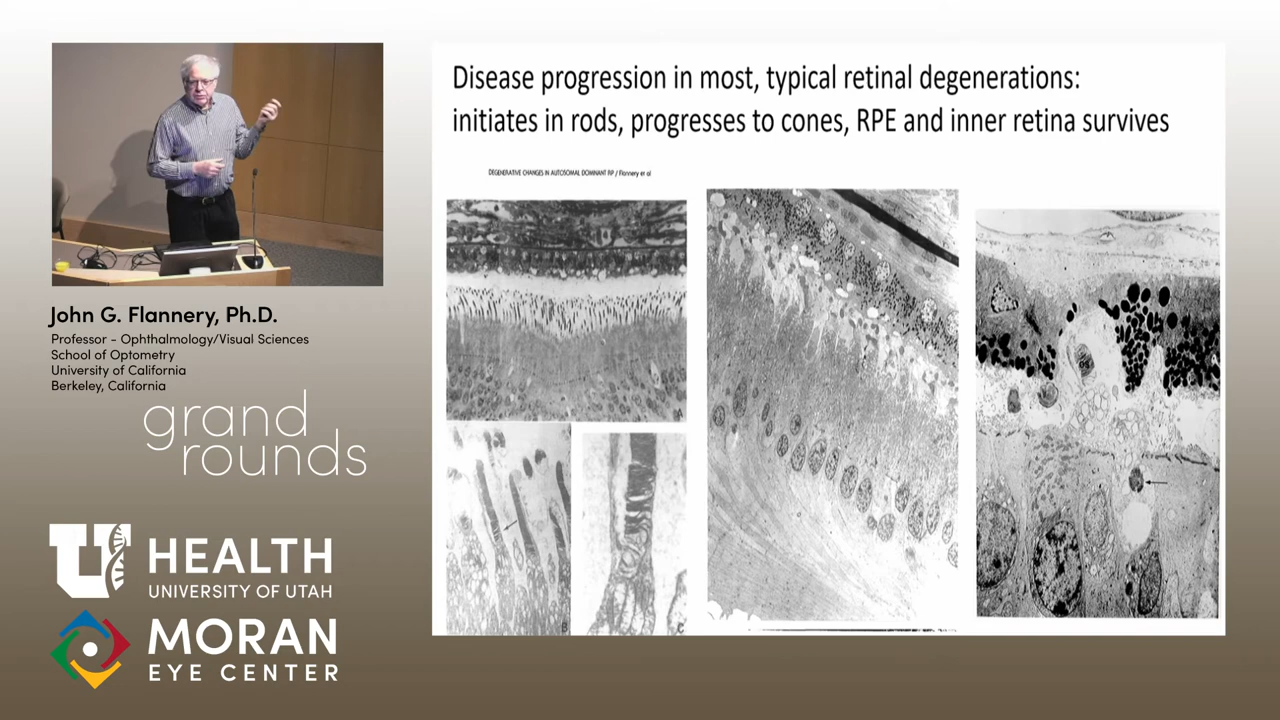 Disease progression in most, typical retinal degenerations:
initiates in rods, progresses to cones, RPE and inner retina survives
DEGENERATIVE CHANGES IN AUTOSOMAL DOMINANT RP / Flannery et al
A
B
C
John G. Flannery, Ph.D.
Professor - Ophthalmology/Visual Sciences
School of Optometry
University of California
Berkeley, California
grand
rounds
U
HEALTH
UNIVERSITY OF UTAH
MORAN
EYE CENTER